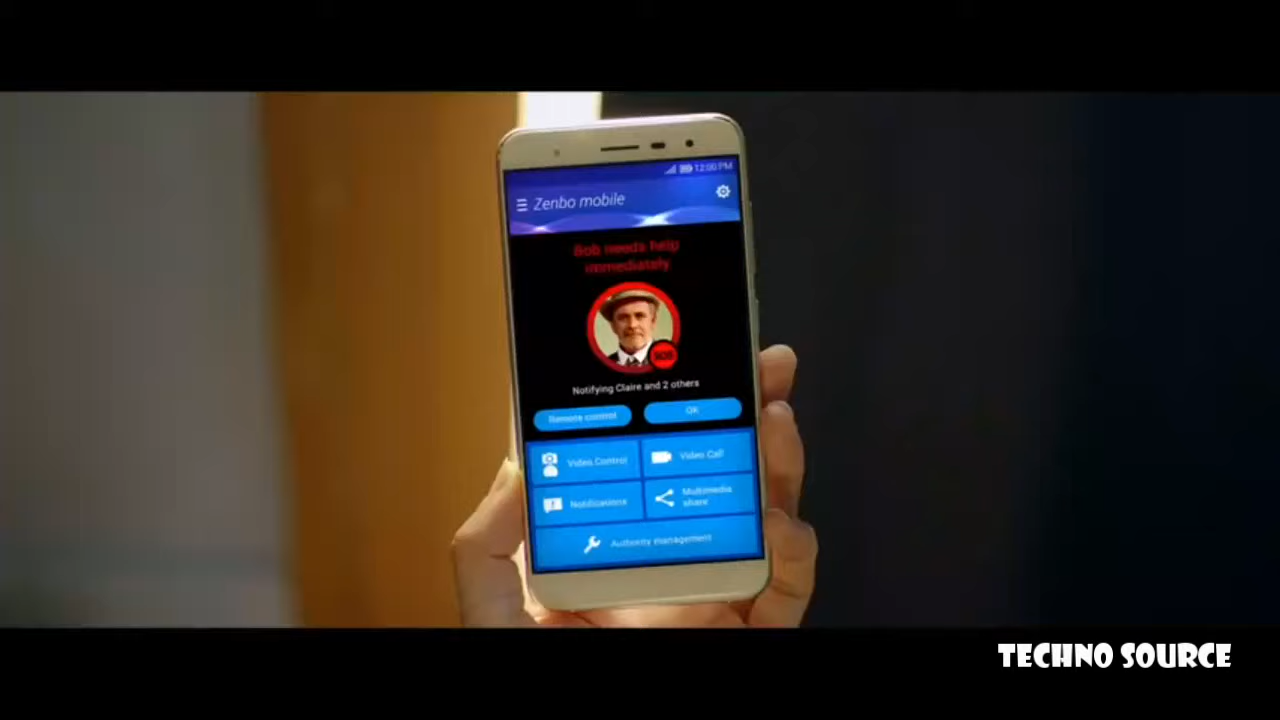 12:00 PM
Zenbo mobile
Bob needs help
immediately
SOS
Notifying Claire and 2 others
Remote control
OK
Video Control
Video Call
Notifications
Multimedia
share
Authority management
TECHNO SOURCE